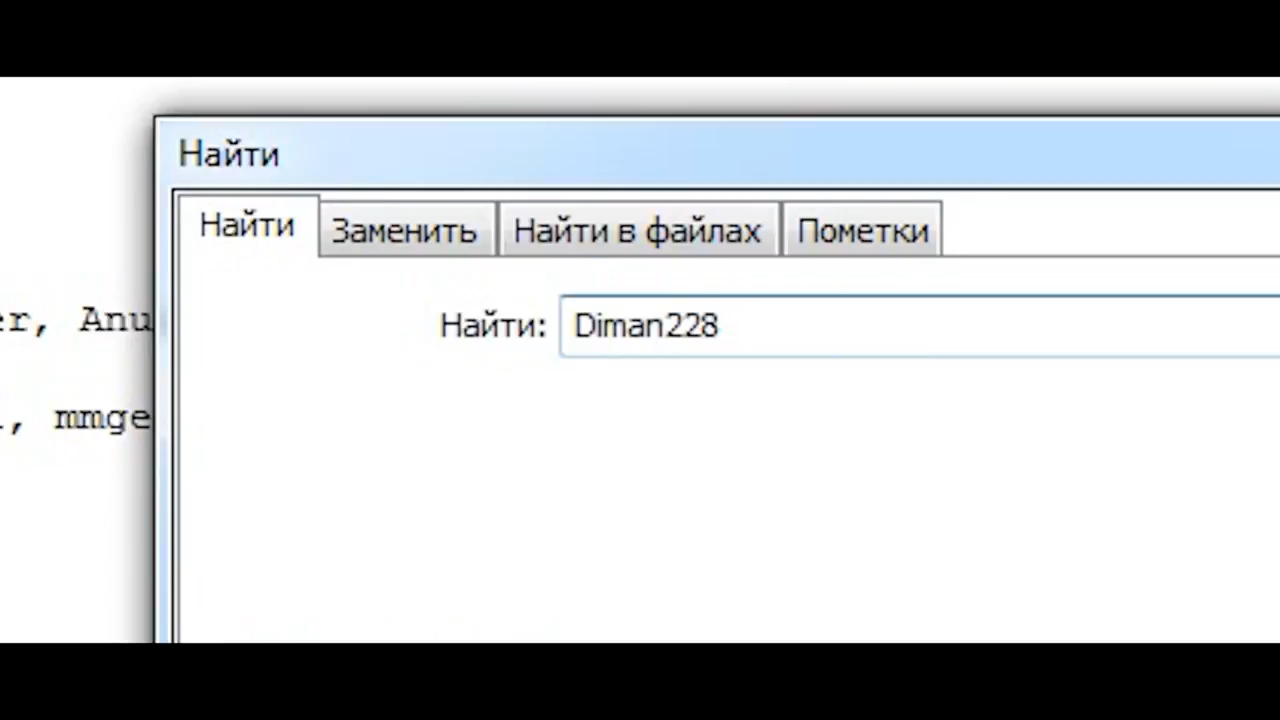 Найти
Найти Заменить Найти в файлах Пометки
er, Anu
Найти: Diman228
, mmge